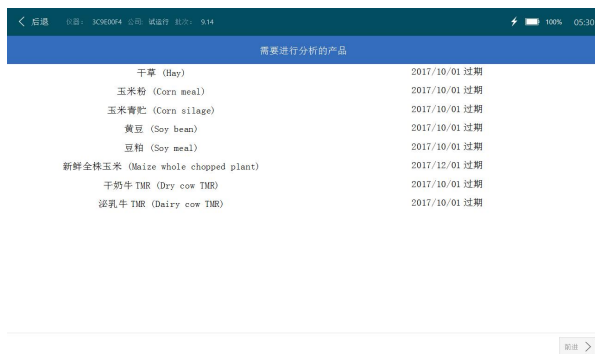 后退 仪器: 3C9E00F4 公司: 试运行 批次: 9.14 100% 05:30
需要进行分析的产品
干草 (Hay) 2017/10/01 过期
玉米粉 (Corn meal) 2017/10/01 过期
玉米青贮 (Corn silage) 2017/10/01 过期
黄豆 (Soy bean) 2017/10/01 过期
豆粕 (Soy meal) 2017/10/01 过期
新鲜全株玉米 (Maize whole chopped plant) 2017/12/01 过期
干奶牛 TMR (Dry cow TMR) 2017/10/01 过期
泌乳牛 TMR (Dairy cow TMR) 2017/10/01 过期
前进